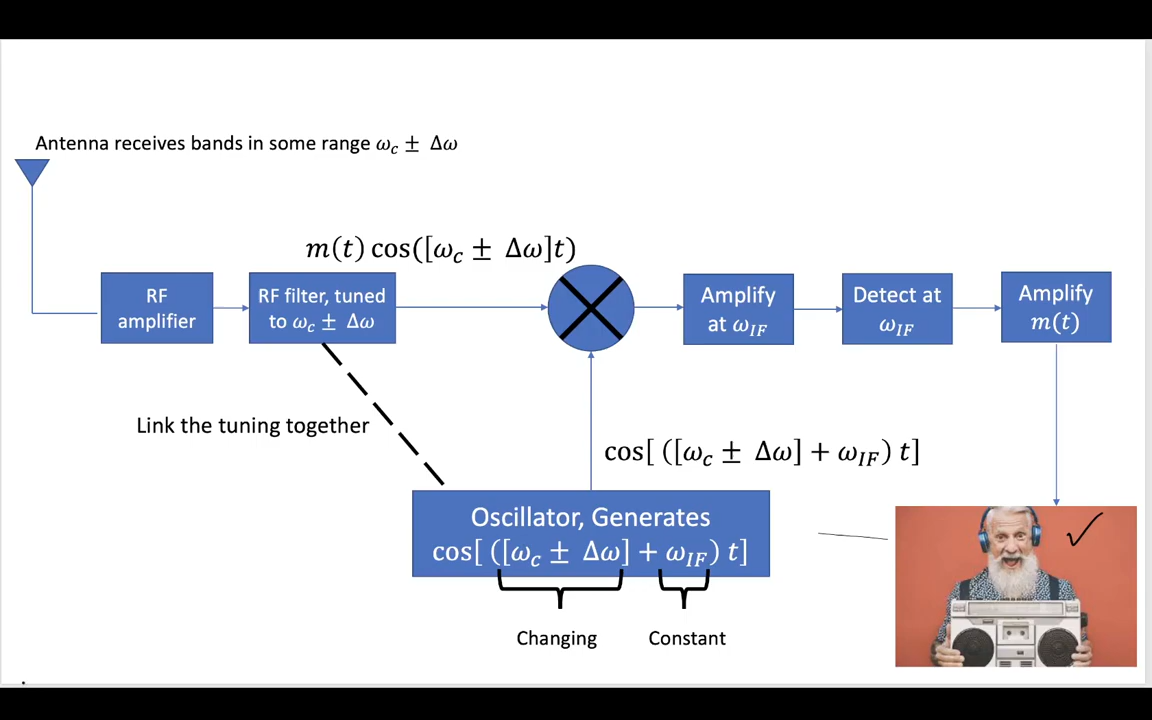 Antenna receives bands in some range ω𝑐 ± Δω
m(t) cos([ω𝑐 ± Δω]t)
RF
amplifier
RF filter, tuned
to ω𝑐 ± Δω
Amplify
at ω𝐼𝐹
Detect at
ω𝐼𝐹
Amplify
m(t)
Link the tuning together
cos[ ([ω𝑐 ± Δω] + ω𝐼𝐹) t]
Oscillator, Generates
cos[ ([ω𝑐 ± Δω] + ω𝐼𝐹) t]
Changing
Constant